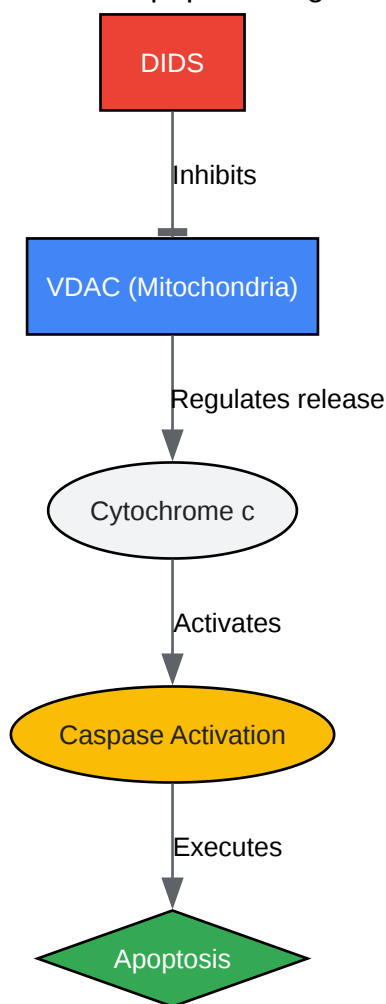 DIDS
Inhibits
VDAC (Mitochondria)
Regulates release
Cytochrome c
Activates
Caspase Activation
Executes
Apoptosis